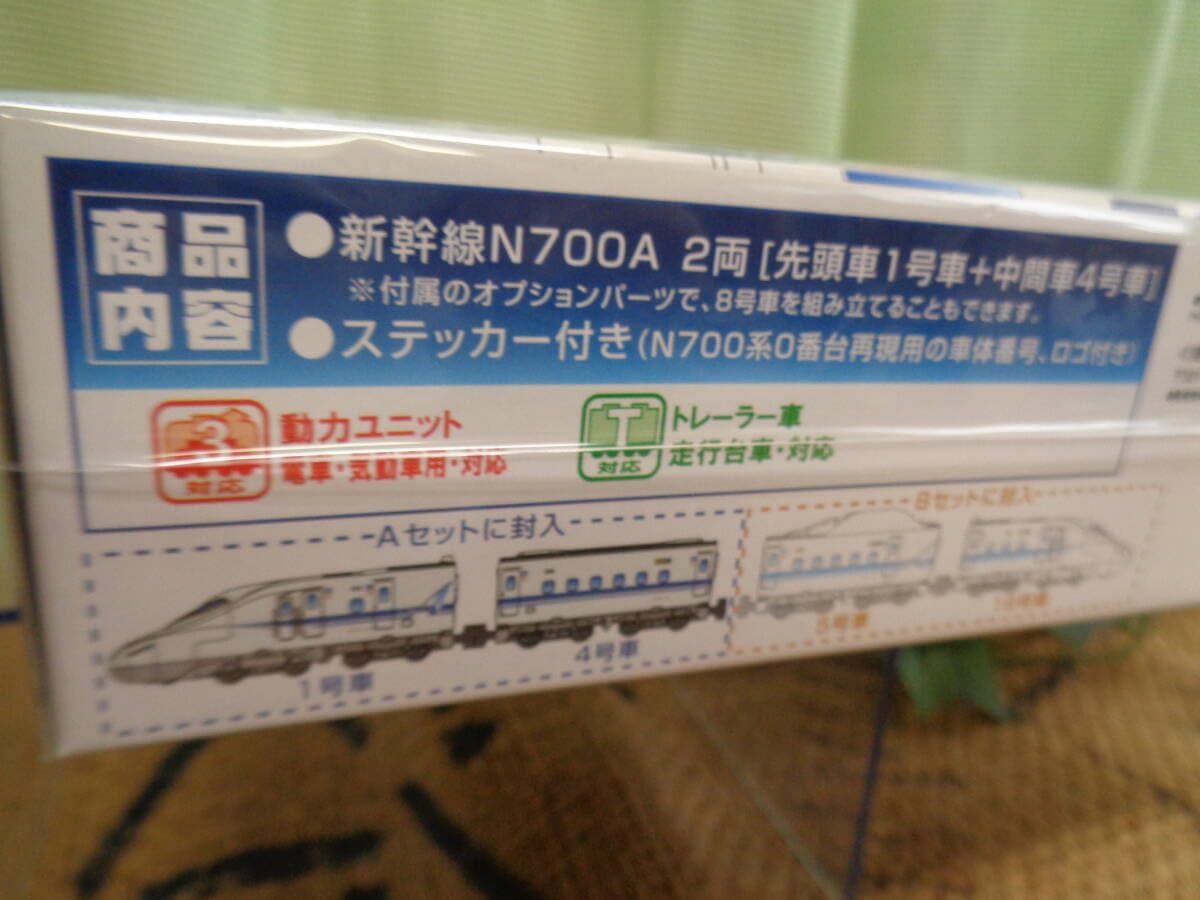 商品
内容
●新幹線N700A 2両 [先頭車1号車+中間車4号車]
※付属のオプションパーツで、8号車を組み立てることもできます。
●ステッカー付き(N700系0番台再現用の車体番号、ロゴ付き)
3
対応
動力ユニット
電車・気動車用・対応
T
対応
トレーラー車
走行台車・対応
Aセットに封入
Bセットに封入
1号車
4号車